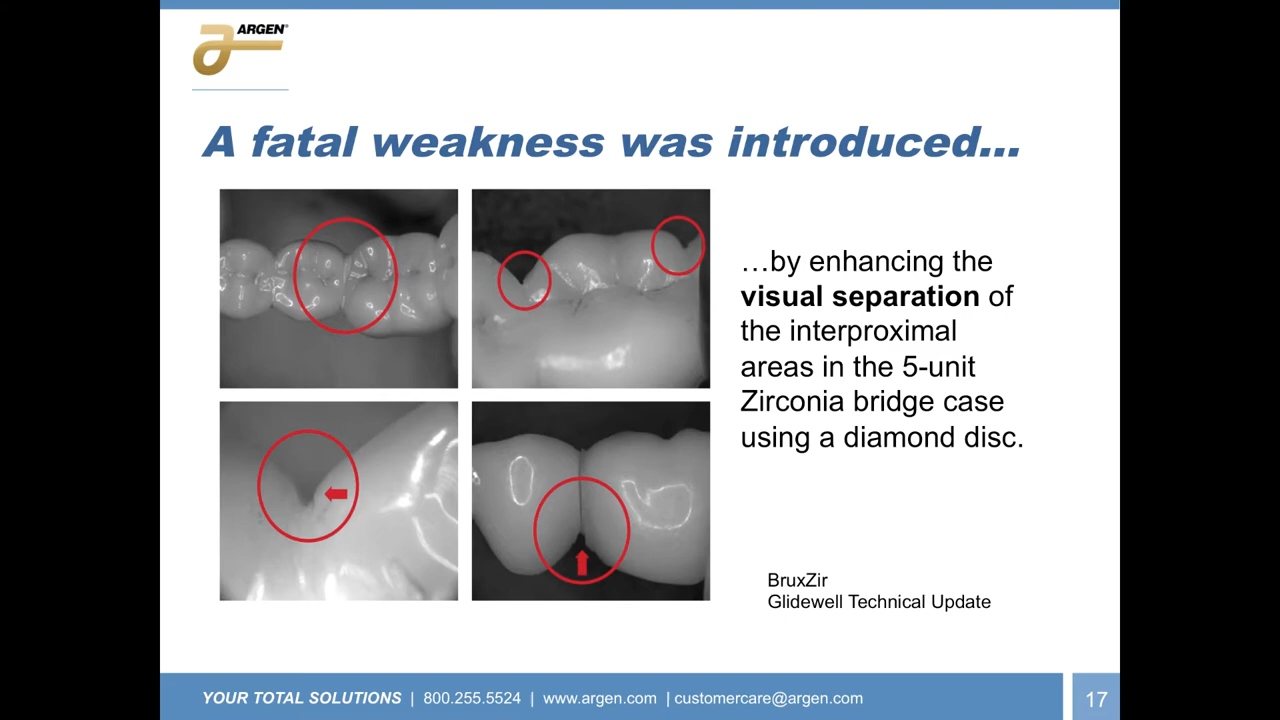 ARGEN®
A fatal weakness was introduced...
...by enhancing the
visual separation of
the interproximal
areas in the 5-unit
Zirconia bridge case
using a diamond disc.
BruxZir
Glidewell Technical Update
YOUR TOTAL SOLUTIONS | 800.255.5524 | www.argen.com | customercare@argen.com
17